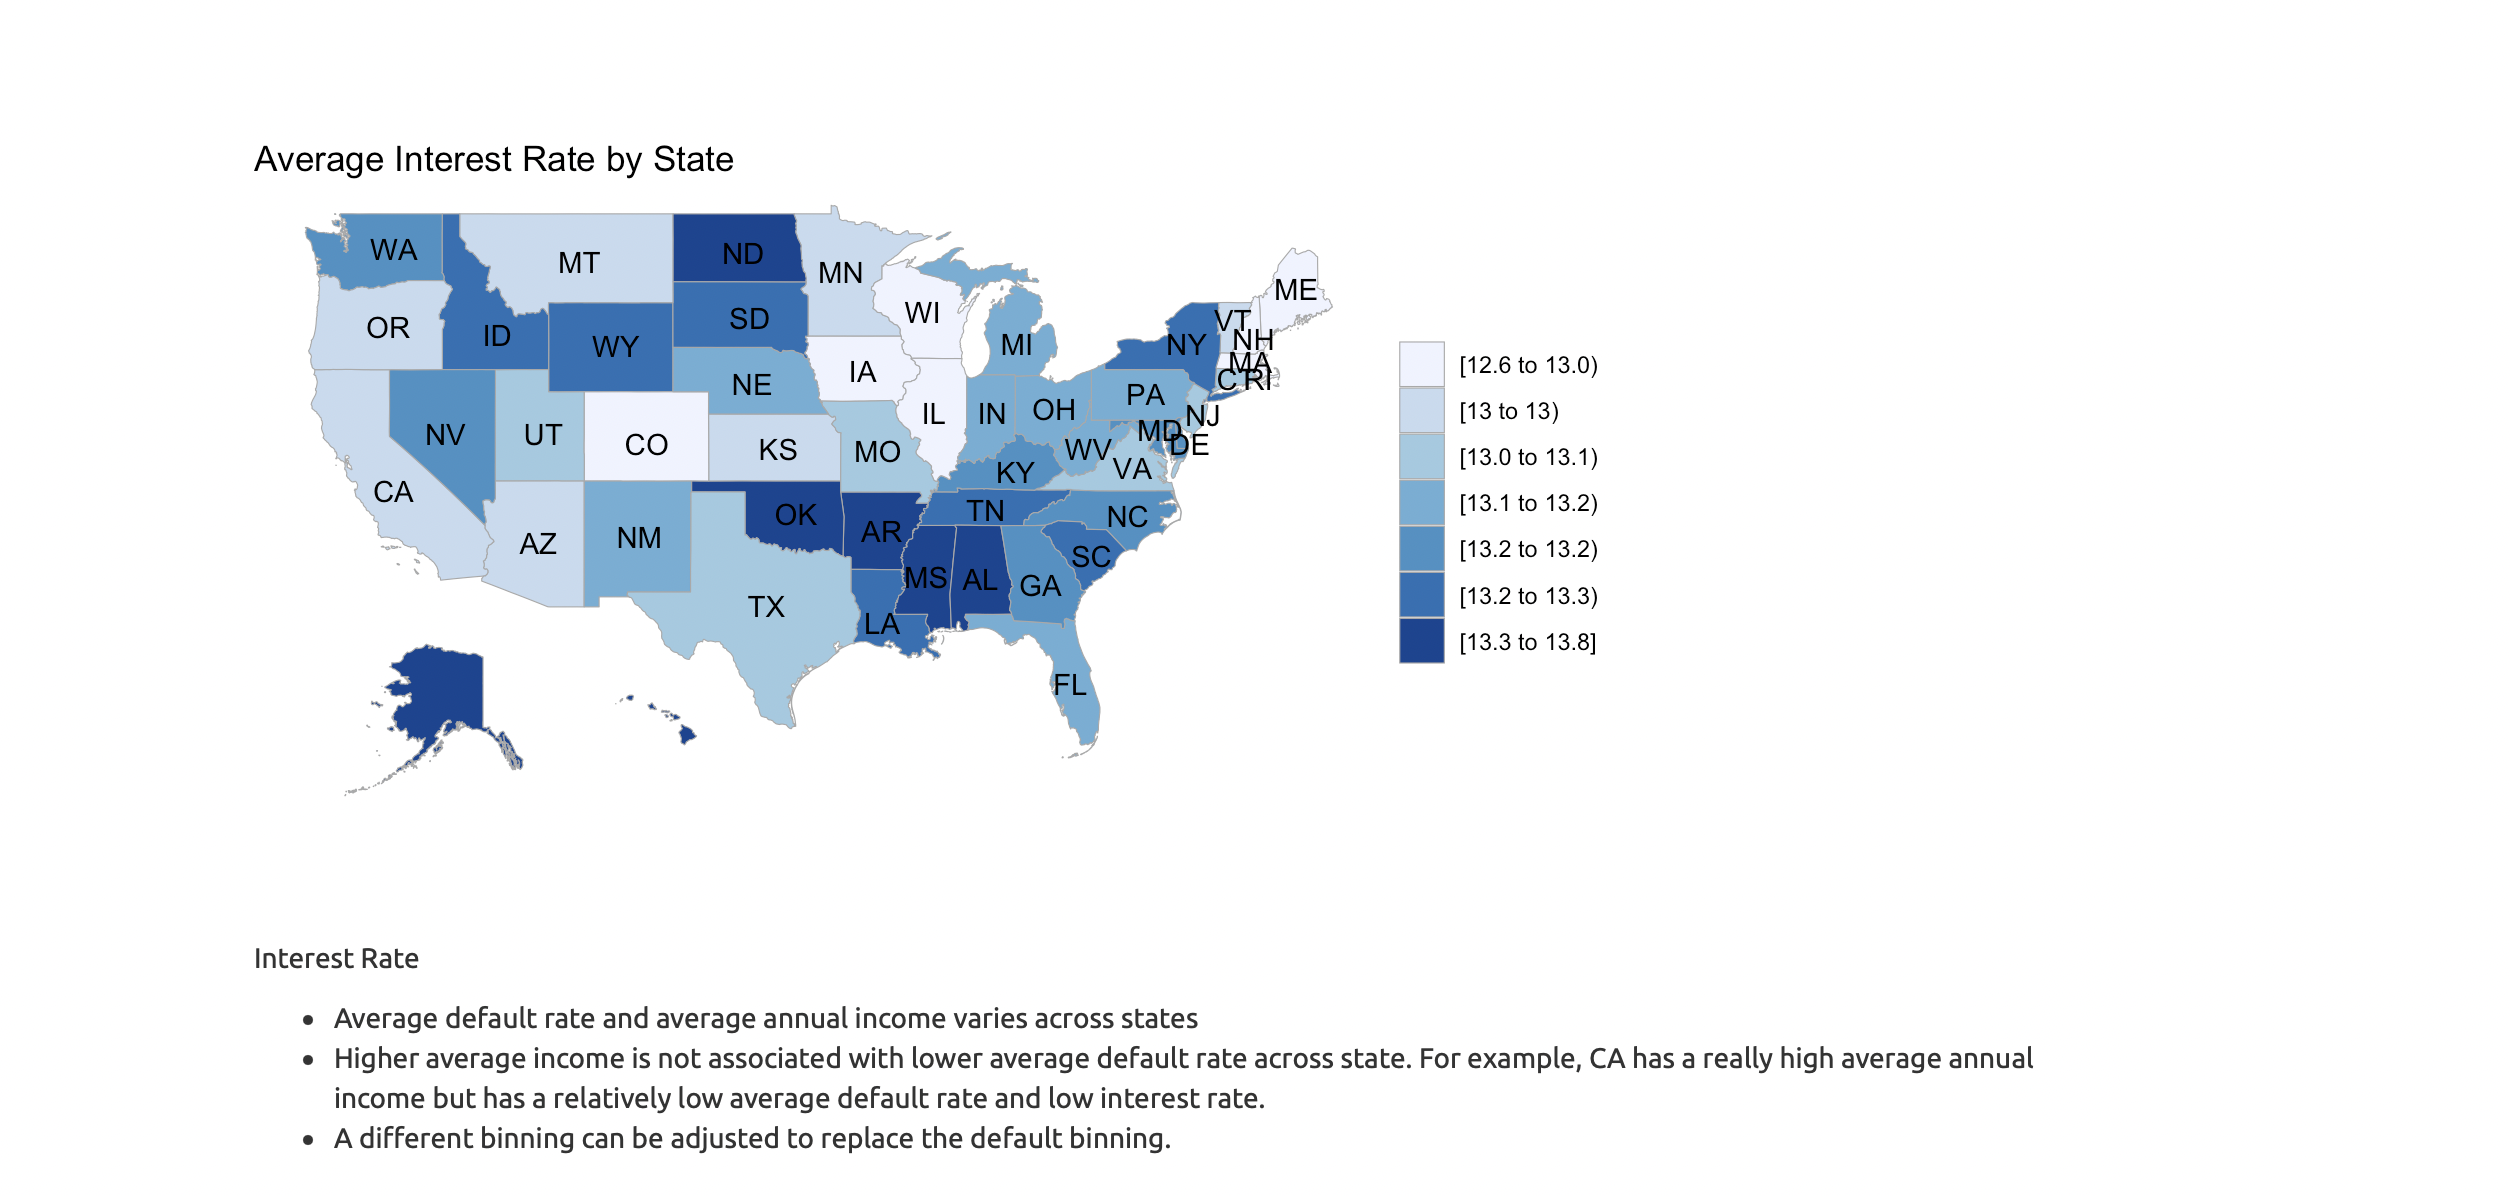 Average Interest Rate by State
WA
MT
ND
MN
ME
OR
ID
WY
SD
WI
MI
NY
VT
NH
MA
CT
RI
IA
NE
PA
NJ
NV
UT
CO
KS
MO
IL
IN
OH
MD
DE
WV
VA
KY
CA
AZ
NM
OK
AR
TN
NC
SC
MS
AL
GA
TX
LA
FL
[12.6 to 13.0)
[13 to 13)
[13.0 to 13.1)
[13.1 to 13.2)
[13.2 to 13.2)
[13.2 to 13.3)
[13.3 to 13.8]
Interest Rate
• Average default rate and average annual income varies across states
• Higher average income is not associated with lower average default rate across state. For example, CA has a really high average annual
income but has a relatively low average default rate and low interest rate.
• A different binning can be adjusted to replace the default binning.